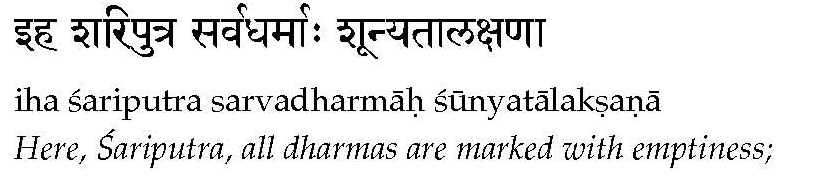 इह शरिपुत्र सर्वधर्माः शून्यतालक्षणा
iha śariputra sarvadharmāḥ śūnyatālakṣaṇā
Here, Śariputra, all dharmas are marked with emptiness;